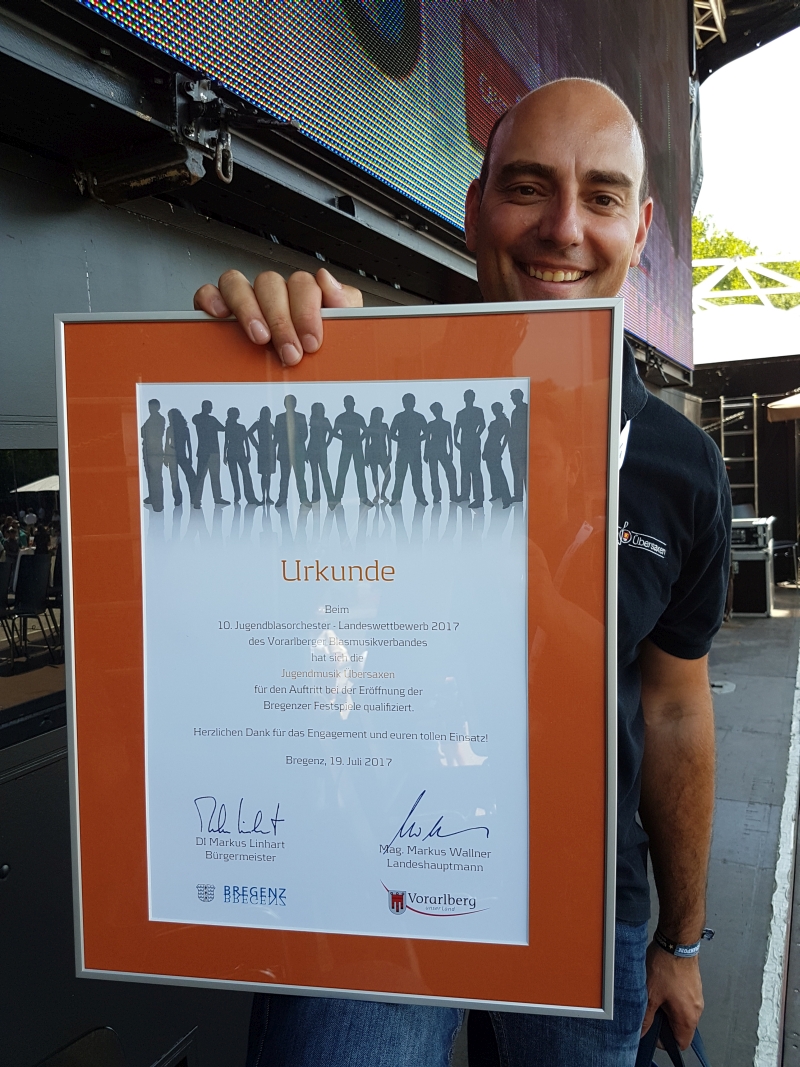 Urkunde
Beim
10. Jugendblasorchester - Landeswettbewerb 2017
des Vorarlberger Blasmusikverbandes
hat sich die
Jugendmusik Übersaxen
für den Auftritt bei der Eröffnung der
Bregenzer Festspiele qualifiziert.
Herzlichen Dank für das Engagement und euren tollen Einsatz!
Bregenz, 19. Juli 2017
DI Markus Linhart
Bürgermeister
Mag. Markus Wallner
Landeshauptmann
BREGENZ
Vorarlberg
unser Land
Übersaxen